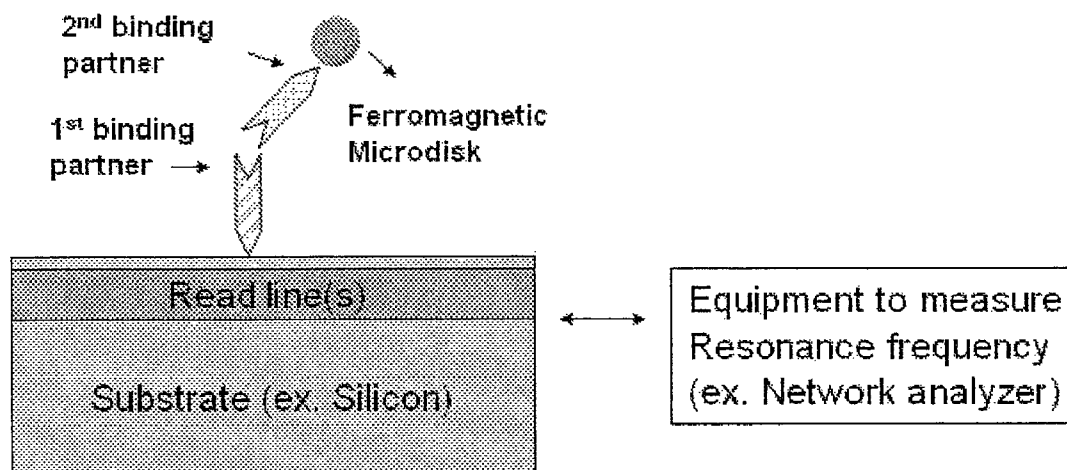 2nd binding
partner
1st binding
partner
Ferromagnetic
Microdisk
Read line(s)
Substrate (ex. Silicon)
Equipment to measure
Resonance frequency
(ex. Network analyzer)